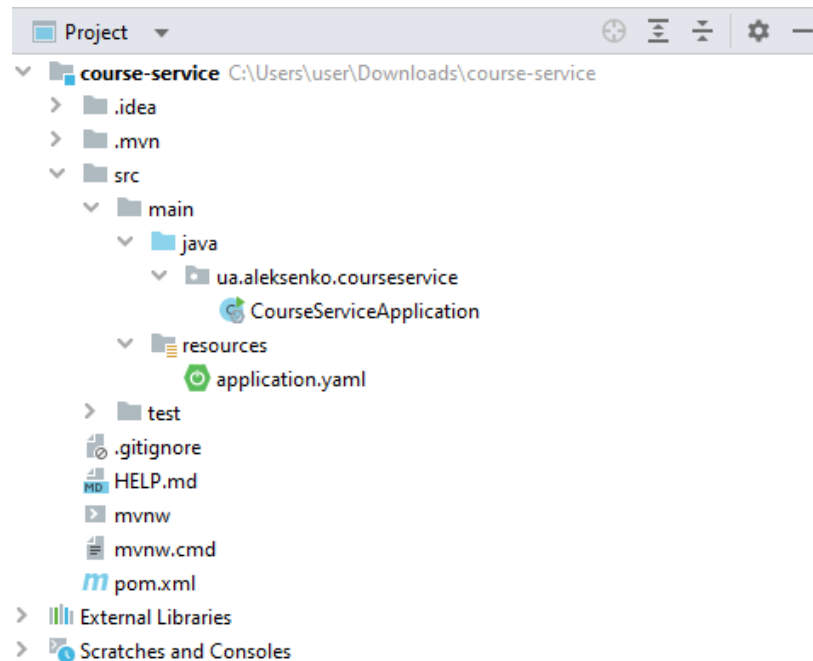 Project
course-service C:\Users\user\Downloads\course-service
.idea
.mvn
src
main
java
ua.aleksenko.courseservice
C CourseServiceApplication
resources
application.yaml
test
.gitignore
MD HELP.md
mvnw
mvnw.cmd
m pom.xml
External Libraries
Scratches and Consoles